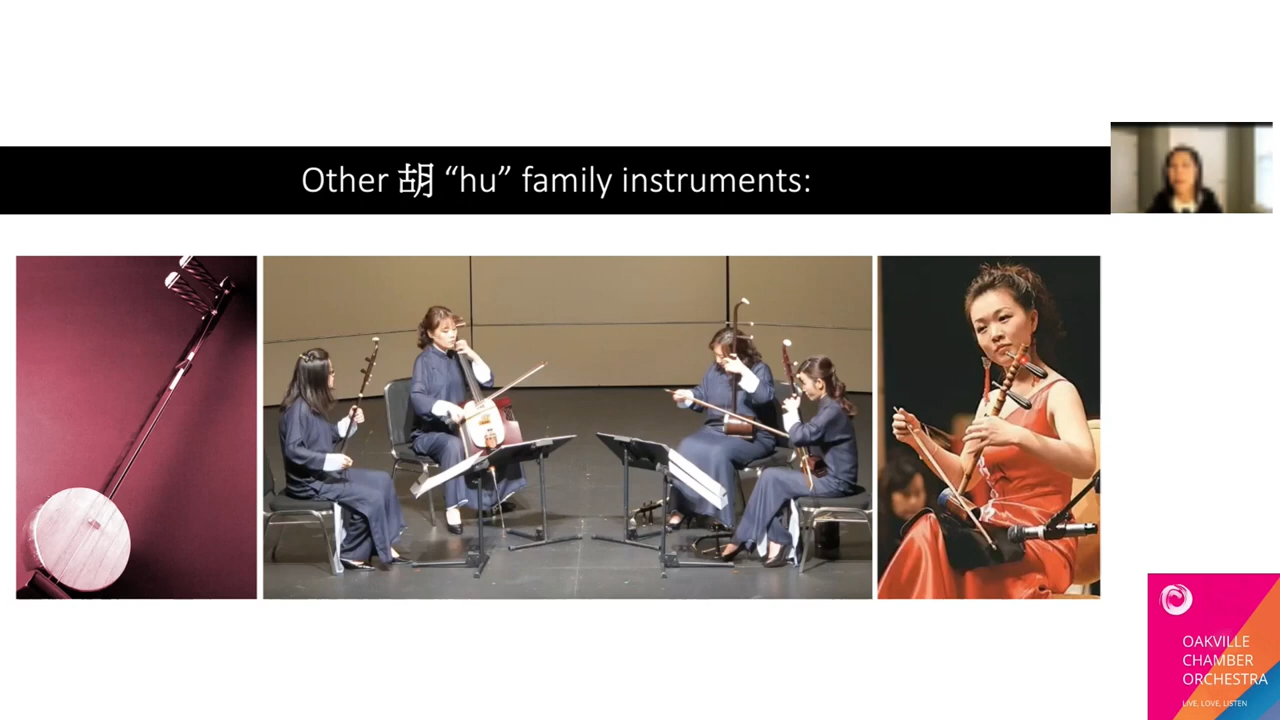 Other 胡 “hu” family instruments:
OAKVILLE
CHAMBER
ORCHESTRA
LIVE, LOVE, LISTEN